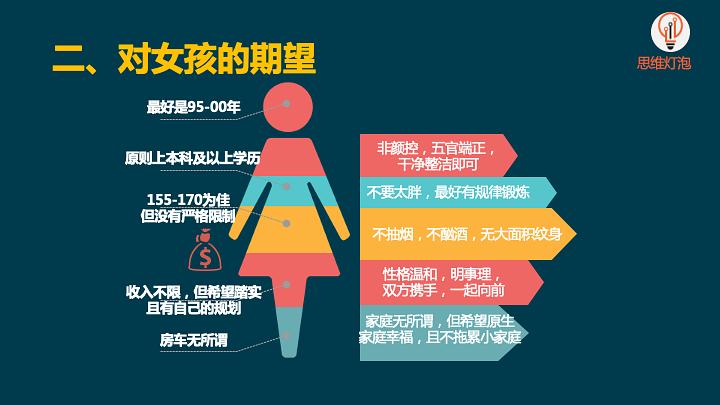 二、对女孩的期望
思维灯泡
最好是95-00年
原则上本科及以上学历
155-170为佳
但没有严格限制
$
收入不限，但希望踏实
且有自己的规划
房车无所谓
非颜控，五官端正，
干净整洁即可
不要太胖，最好有规律锻炼
不抽烟，不酗酒，无大面积纹身
性格温和，明事理，
双方携手，一起向前
家庭无所谓，但希望原生
家庭幸福，且不拖累小家庭